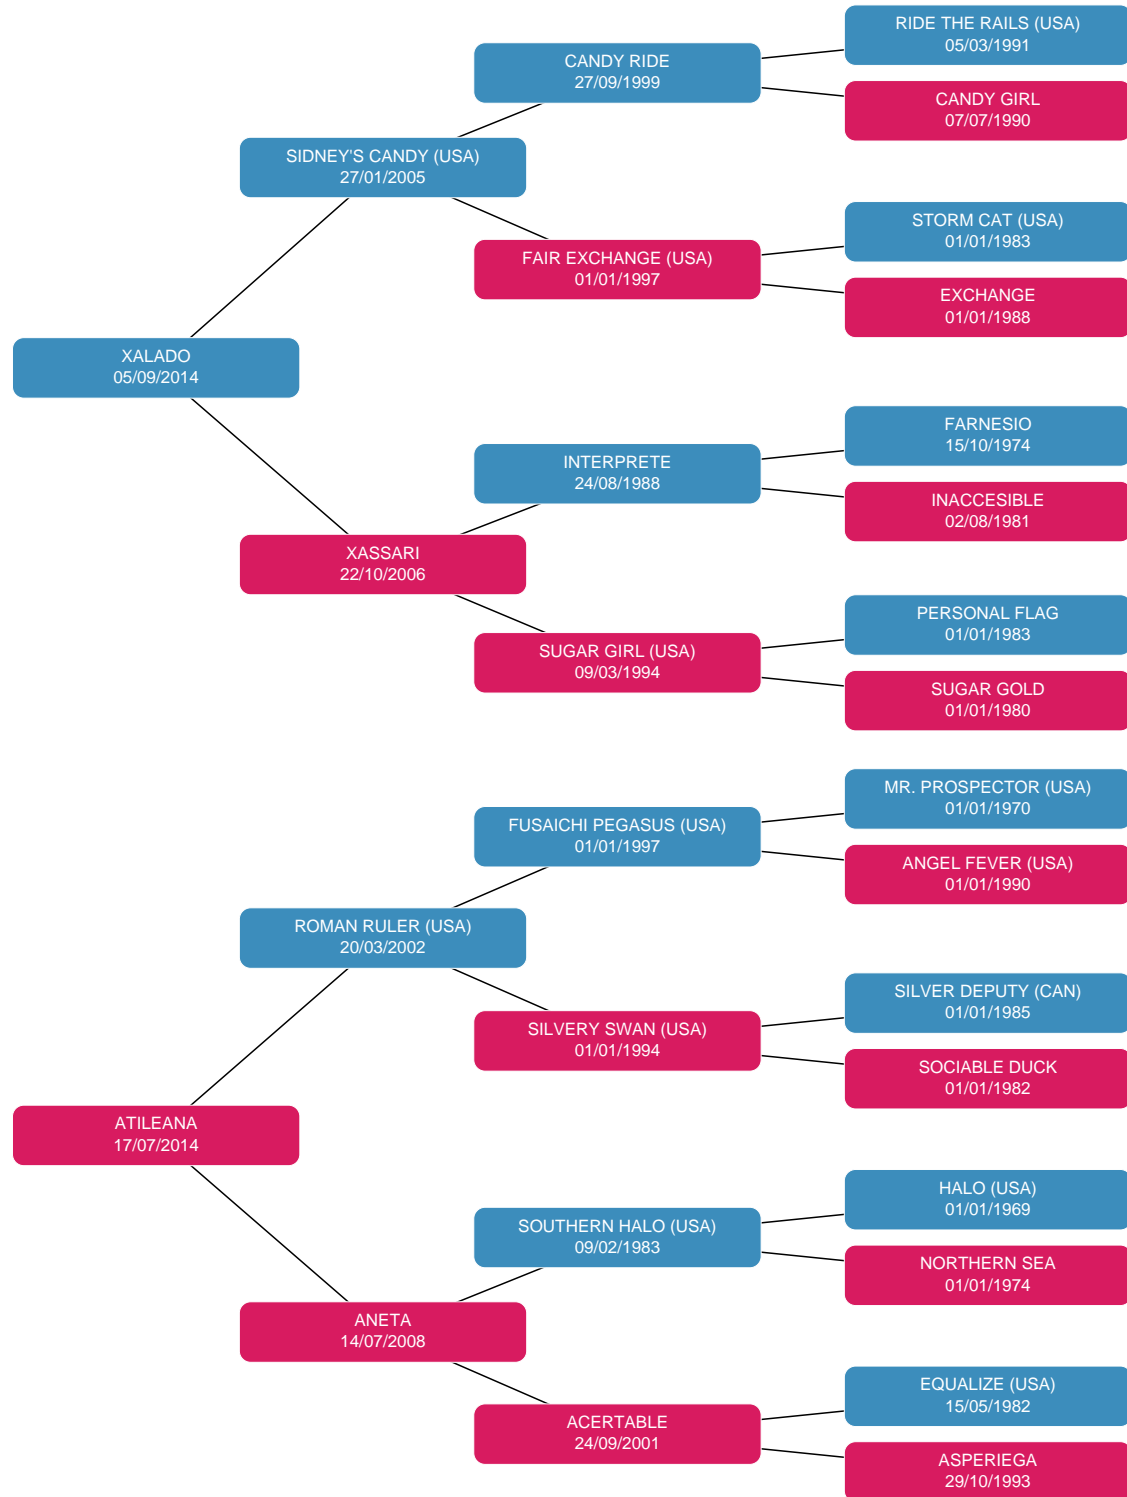 RIDE THE RAILS (USA)
05/03/1991
CANDY RIDE
27/09/1999
CANDY GIRL
07/07/1990
SIDNEY'S CANDY (USA)
27/01/2005
STORM CAT (USA)
01/01/1983
FAIR EXCHANGE (USA)
01/01/1997
EXCHANGE
01/01/1988
XALADO
05/09/2014
FARNESIO
15/10/1974
INTERPRETE
24/08/1988
INACCESIBLE
02/08/1981
XASSARI
22/10/2006
PERSONAL FLAG
01/01/1983
SUGAR GIRL (USA)
09/03/1994
SUGAR GOLD
01/01/1980
MR. PROSPECTOR (USA)
01/01/1970
FUSAICHI PEGASUS (USA)
01/01/1997
ANGEL FEVER (USA)
01/01/1990
ROMAN RULER (USA)
20/03/2002
SILVER DEPUTY (CAN)
01/01/1985
SILVERY SWAN (USA)
01/01/1994
SOCIABLE DUCK
01/01/1982
ATILEANA
17/07/2014
HALO (USA)
01/01/1969
SOUTHERN HALO (USA)
09/02/1983
NORTHERN SEA
01/01/1974
ANETA
14/07/2008
EQUALIZE (USA)
15/05/1982
ACERTABLE
24/09/2001
ASPERIEGA
29/10/1993